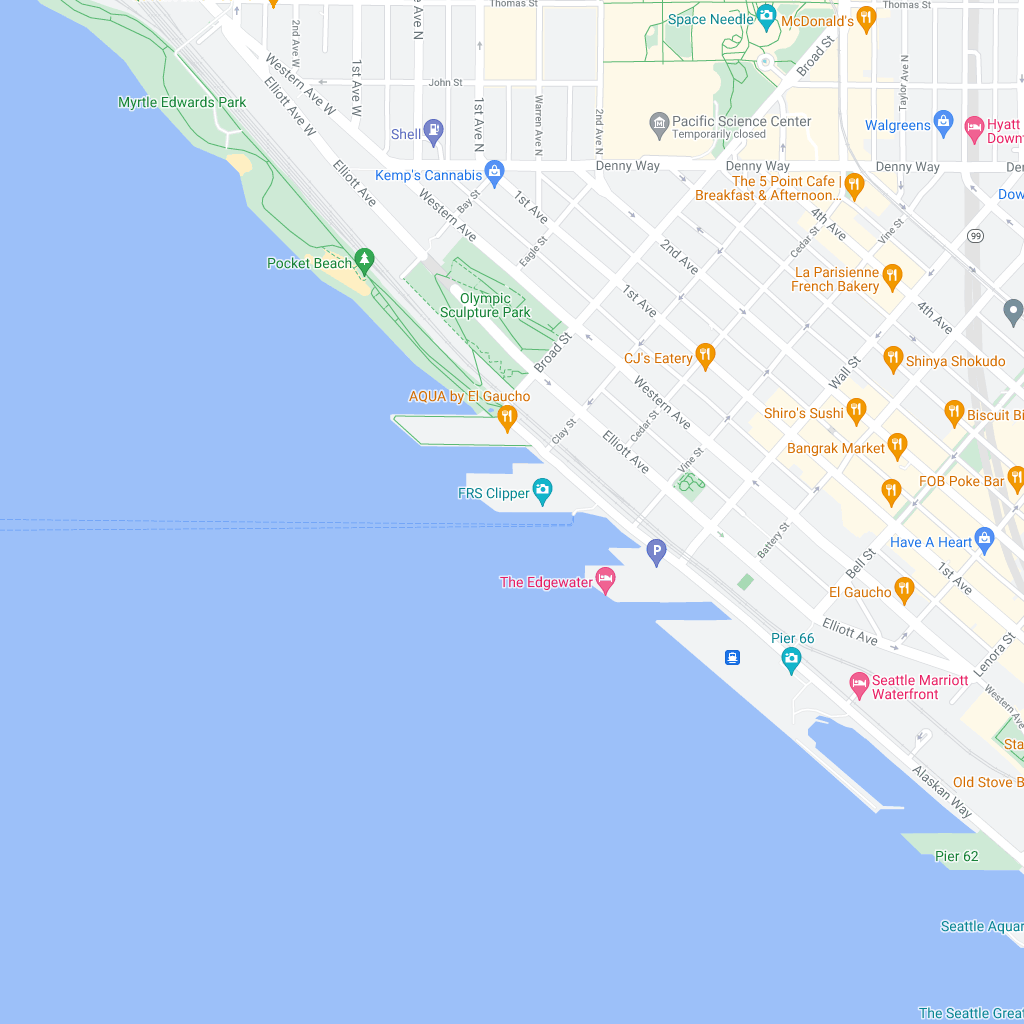 Thomas St
Thomas St
Space Needle
McDonald's
Broad St
2nd Ave W
1st Ave W
e Ave N
Western Ave W
Elliott Ave W
John St
1st Ave N
Warren Ave N
2nd Ave N
Taylor Ave N
Myrtle Edwards Park
Shell
Pacific Science Center
Temporarily closed
Walgreens
Hyatt
Down
Denny Way
Denny Way
Denny Way
De
Kemp's Cannabis
Elliott Ave
Western Ave
Bay St
1st Ave
The 5 Point Cafe |
Breakfast & Afternoon...
Dow
4th Ave
Vine St
Cedar St
99
Eagle St
2nd Ave
Pocket Beach
La Parisienne
French Bakery
Olympic
Sculpture Park
1st Ave
4th Ave
Broad St
CJ's Eatery
Shinya Shokudo
Wall St
Western Ave
AQUA by El Gaucho
Shiro's Sushi
Biscuit Bi
Clay St
Cedar St
Elliott Ave
Bangrak Market
Vine St
FOB Poke Bar
FRS Clipper
Battery St
Have A Heart
P
Bell St
1st Ave
The Edgewater
El Gaucho
Elliott Ave
Pier 66
Lenora St
Seattle Marriott
Waterfront
Western Ave
Sta
Alaskan Way
Old Stove B
Pier 62
Seattle Aquar
The Seattle Great